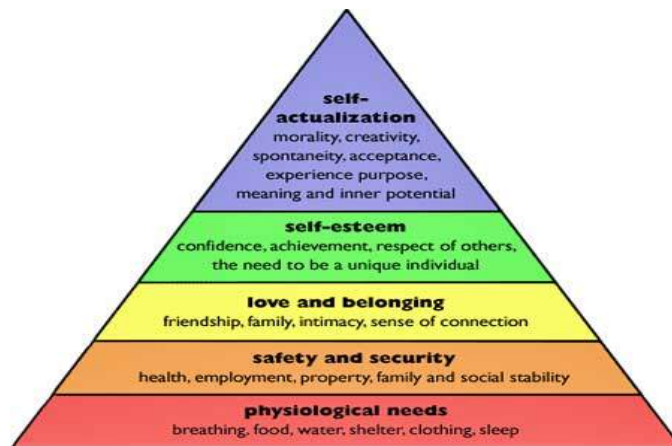 self-
actualization
morality, creativity,
spontaneity, acceptance,
experience purpose,
meaning and inner potential
self-esteem
confidence, achievement, respect of others,
the need to be a unique individual
love and belonging
friendship, family, intimacy, sense of connection
safety and security
health, employment, property, family and social stability
physiological needs
breathing, food, water, shelter, clothing, sleep